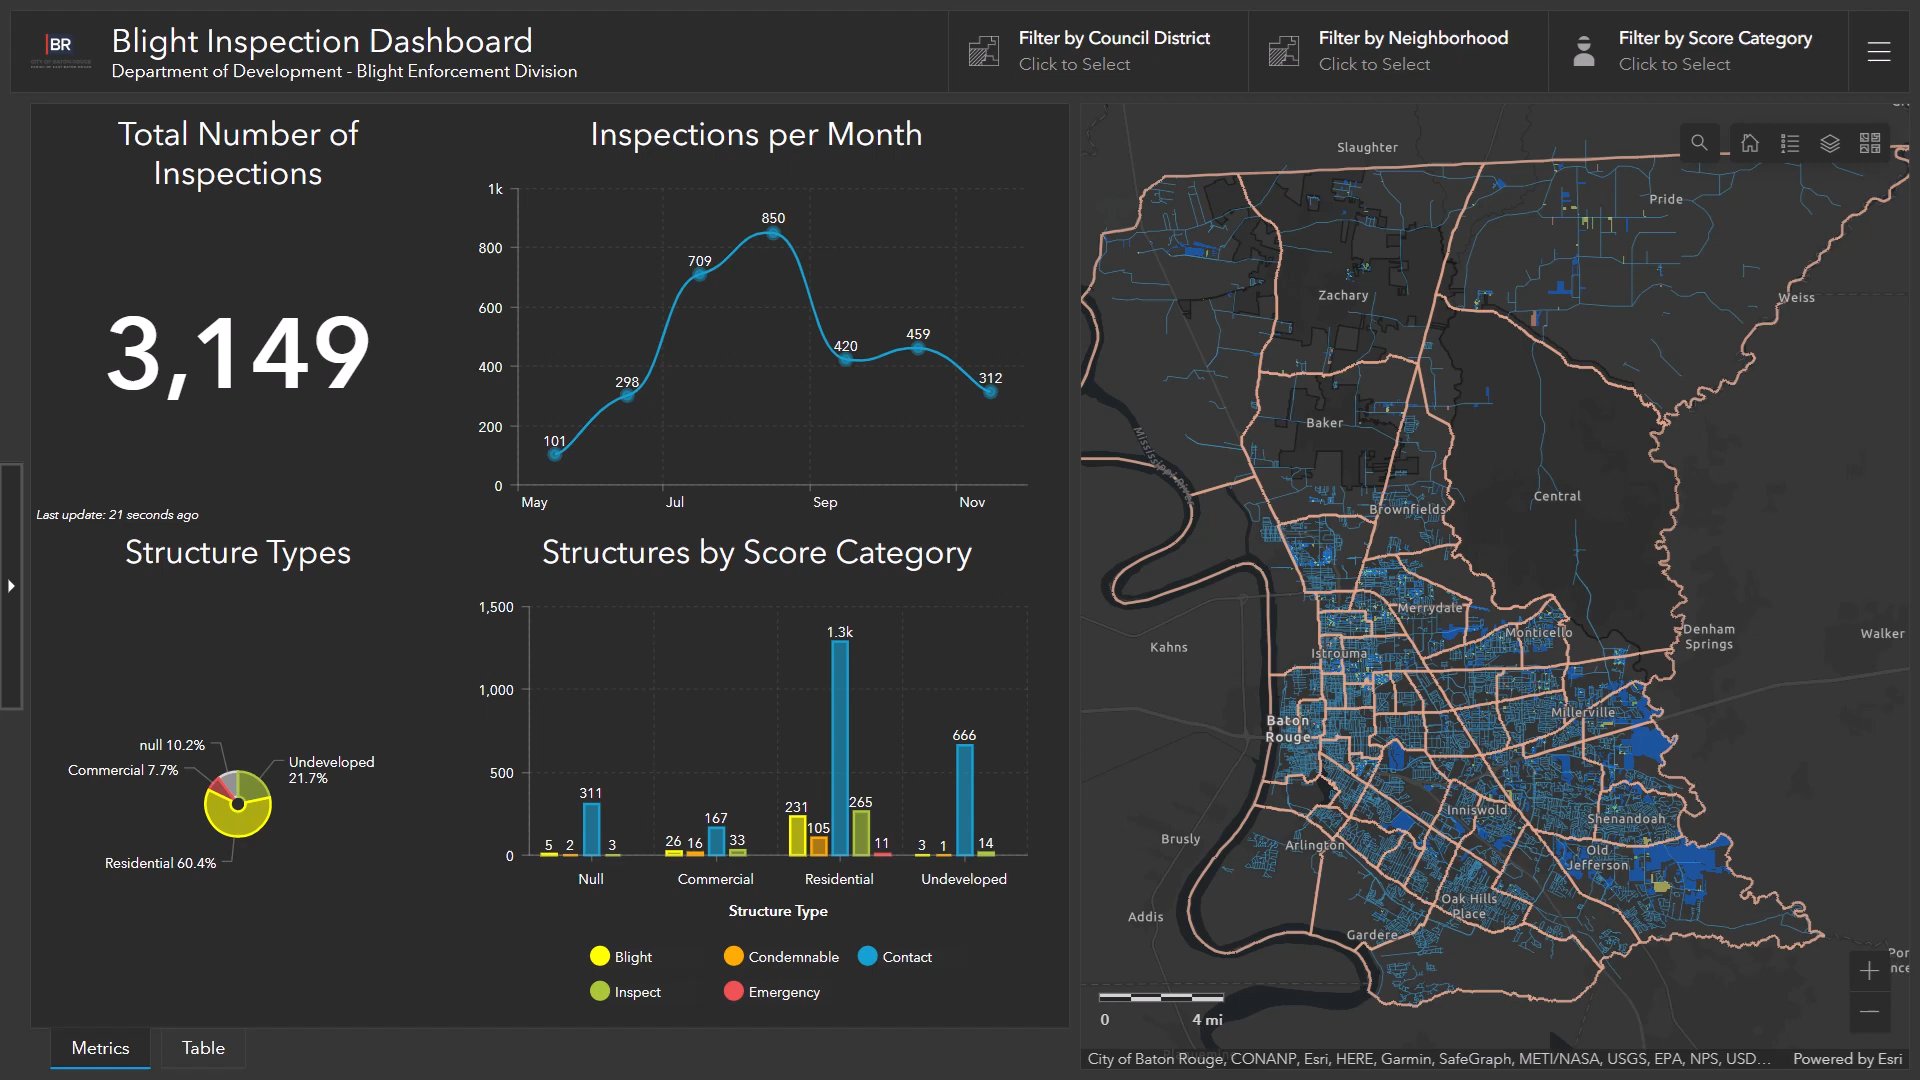 BR
Blight Inspection Dashboard
Department of Development - Blight Enforcement Division
Filter by Council District
Click to Select
Filter by Neighborhood
Click to Select
Filter by Score Category
Click to Select
Total Number of
Inspections
3,149
Last update: 21 seconds ago
Inspections per Month
1k
800
600
400
200
0
101
298
709
850
420
459
312
May
Jul
Sep
Nov
Structure Types
null 10.2%
Commercial 7.7%
Undeveloped
21.7%
Residential 60.4%
Structures by Score Category
1,500
1,000
500
0
5
2
311
3
26
16
167
33
231
105
1.3k
265
11
3
1
666
14
Null
Commercial
Residential
Undeveloped
Structure Type
Blight
Condemnable
Contact
Inspect
Emergency
Metrics
Table
Slaughter
Pride
Zachary
Weiss
Baker
Mississippi River
Central
Brownfields
Merrydale
Monticello
Denham
Springs
Walker
Kahns
Istrouma
Baton
Rouge
Millerville
Inniswold
Shenandoah
Brusly
Arlington
Old
Jefferson
Oak Hills
Place
Addis
Gardere
Por
nce
0
4 mi
City of Baton Rouge, CONANP, Esri, HERE, Garmin, SafeGraph, METI/NASA, USGS, EPA, NPS, USD...
Powered by Esri